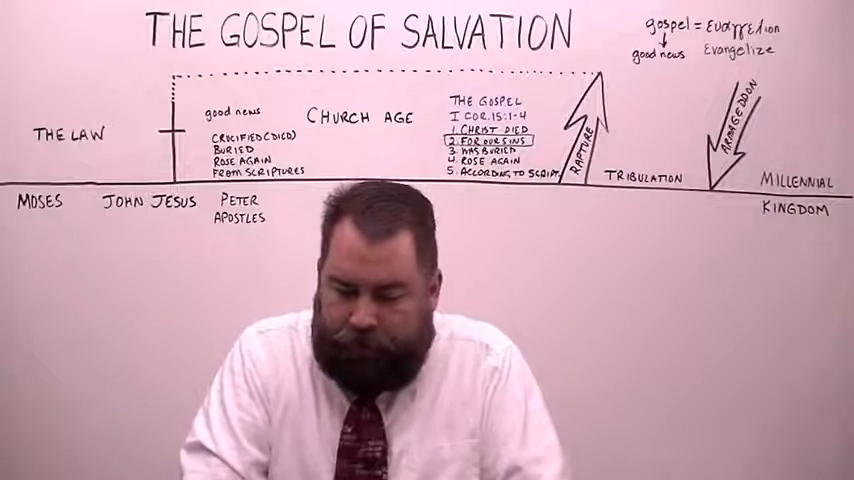 THE GOSPEL OF SALVATION
gospel = Ευαγγελιον
good news Evangelize
THE LAW
good news
CRUCIFIED (DIED)
BURIED
ROSE AGAIN
FROM SCRIPTURES
CHURCH AGE
THE GOSPEL
I COR. 15:1-4
1. CHRIST DIED
2. FOR OUR SINS
3. WAS BURIED
4. ROSE AGAIN
5. ACCORDING TO SCRIPT.
RAPTURE
TRIBULATION
ARMAGEDDON
MILLENNIAL
KINGDOM
MOSES JOHN JESUS PETER
APOSTLES